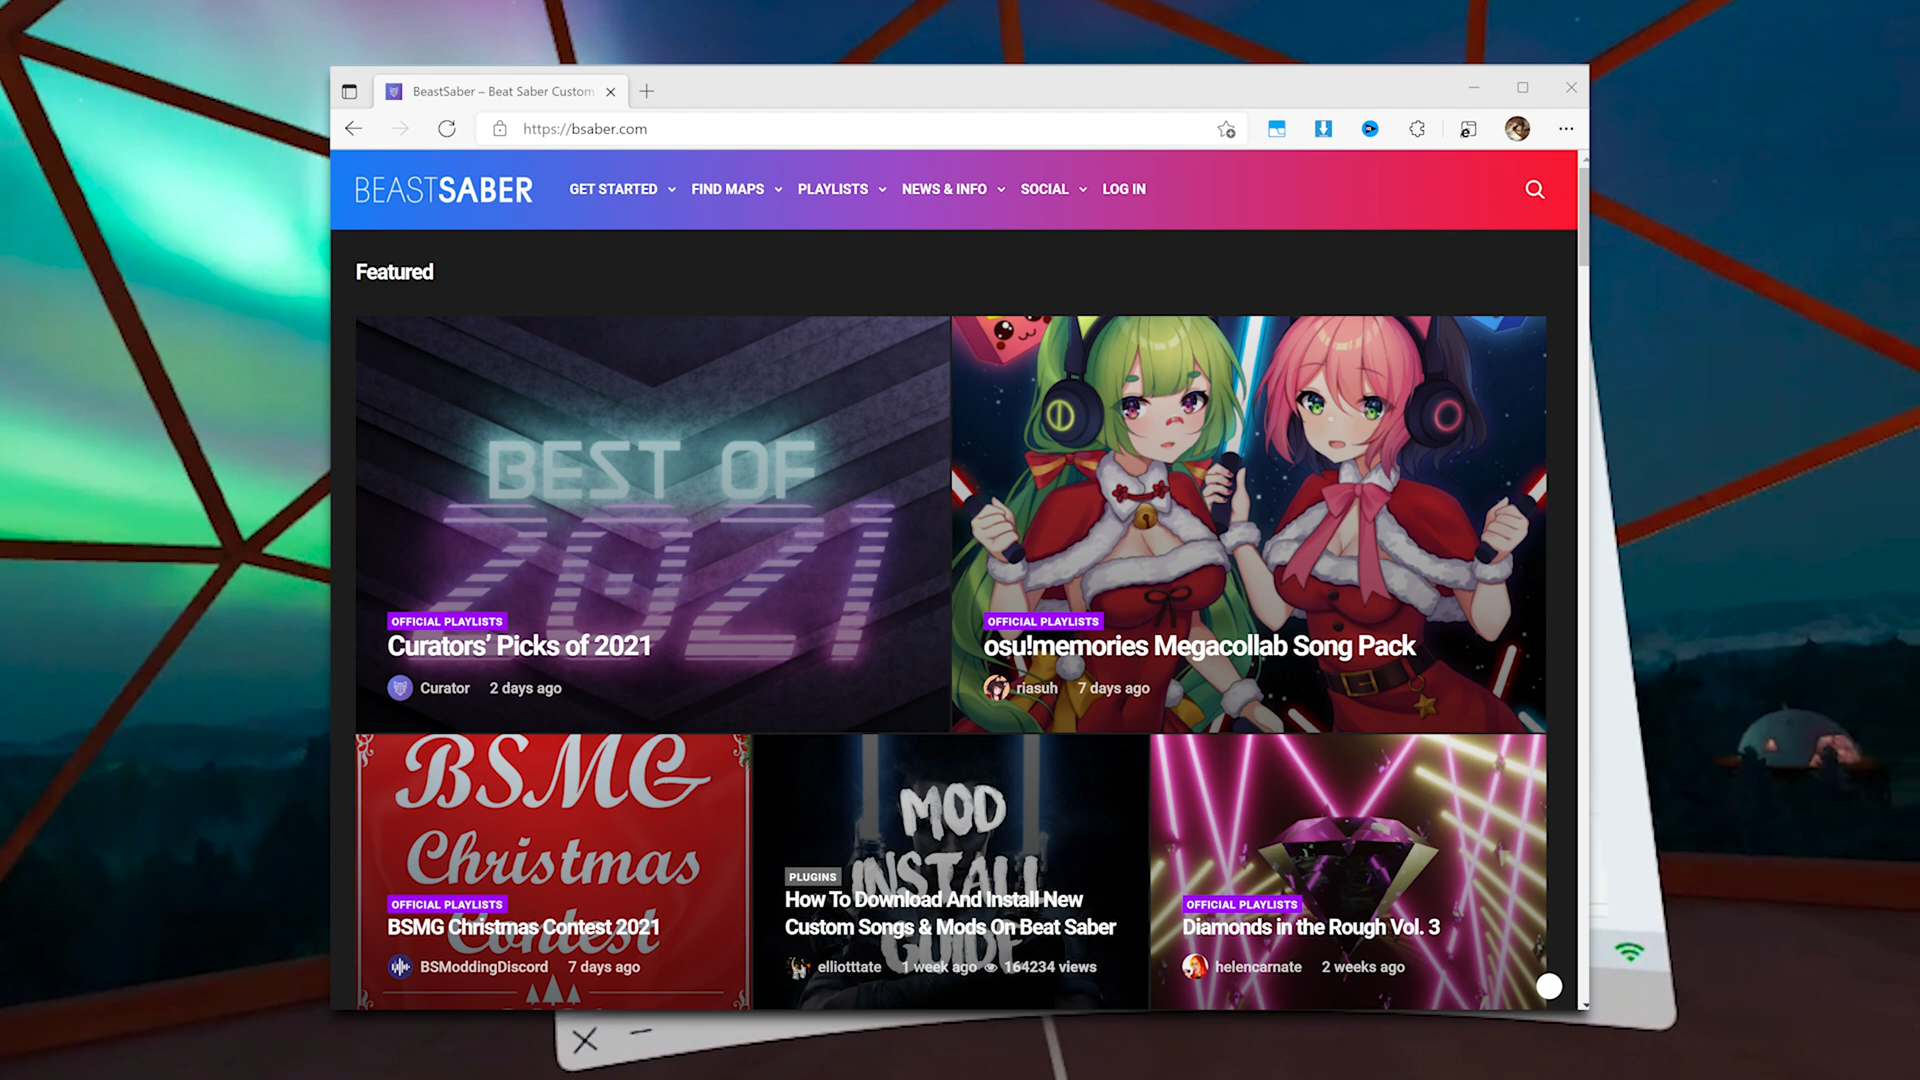 BeastSaber – Beat Saber Custom
https://bsaber.com
BEASTSABER
GET STARTED FIND MAPS PLAYLISTS NEWS & INFO SOCIAL LOG IN
Featured
BEST OF
2021
OFFICIAL PLAYLISTS
Curators’ Picks of 2021
Curator 2 days ago
OFFICIAL PLAYLISTS
osu!memories Megacollab Song Pack
riasuh 7 days ago
BSMG
Christmas
Contest
OFFICIAL PLAYLISTS
BSMG Christmas Contest 2021
BSModdingDiscord 7 days ago
MOD
INSTALL
GUIDE
PLUGINS
How To Download And Install New
Custom Songs & Mods On Beat Saber
elliotttate 1 week ago 164234 views
OFFICIAL PLAYLISTS
Diamonds in the Rough Vol. 3
helencarnate 2 weeks ago